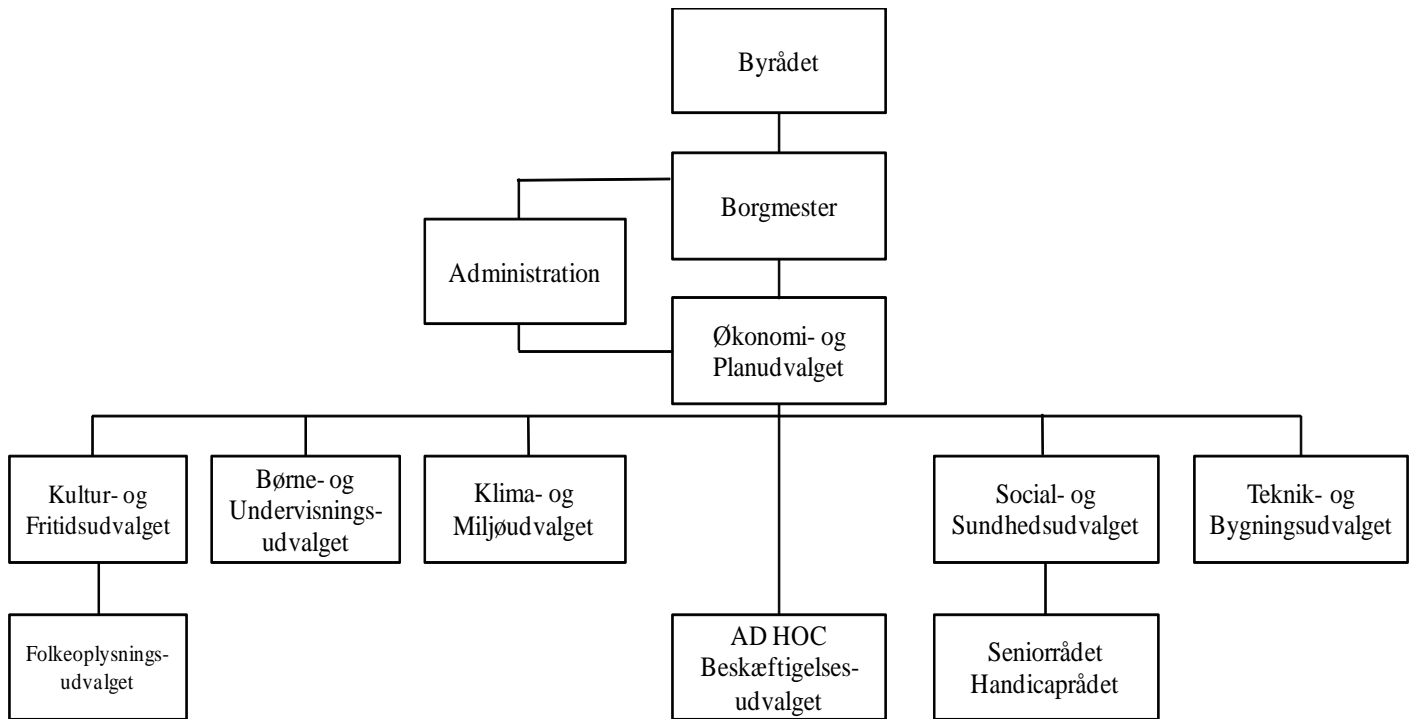 Byrådet
Borgmester
Administration
Økonomi- og
Planudvalget
Kultur- og
Fritidsudvalget
Børne- og
Undervisnings-
udvalget
Klima- og
Miljøudvalget
Social- og
Sundhedsudvalget
Teknik- og
Bygningsudvalget
Folkeoplysnings-
udvalget
AD HOC
Beskæftigelses-
udvalget
Seniorrådet
Handicaprådet